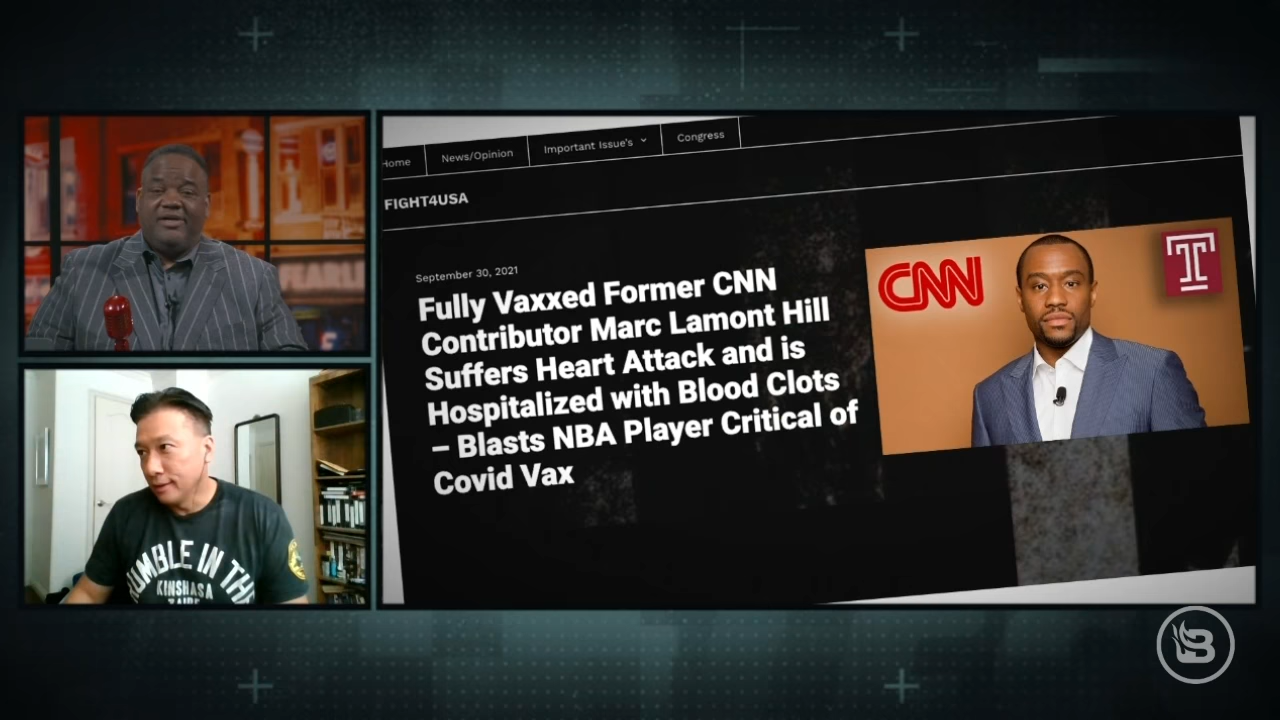 Home News/Opinion Important Issue's Congress
FIGHT4USA
September 30, 2021
Fully Vaxxed Former CNN
Contributor Marc Lamont Hill
Suffers Heart Attack and is
Hospitalized with Blood Clots
– Blasts NBA Player Critical of
Covid Vax
CNN
T
RUMBLE IN THE
KINSHASA
B